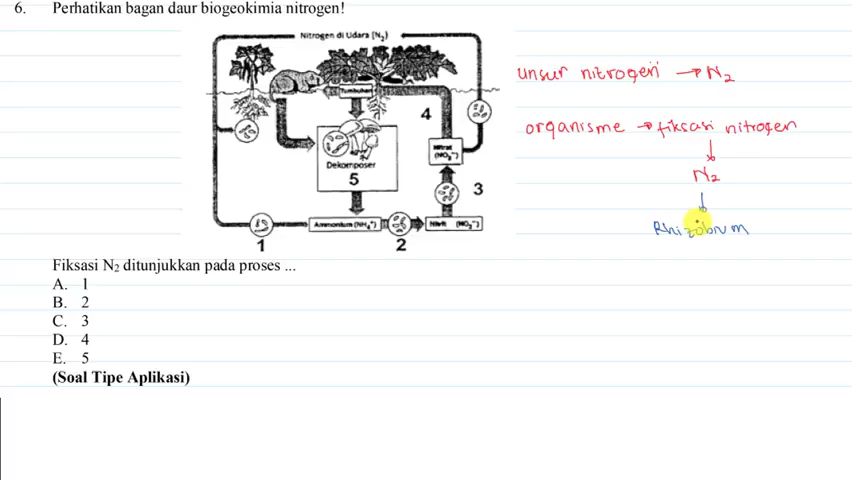 6. Perhatikan bagan daur biogeokimia nitrogen!
Nitrogen di Udara (N₂)
unsur nitrogen → N₂
Tumbuhan
4
organisme → fiksasi nitrogen
Nitrat
(NO₃⁻)
Dekomposer
5
N₂
3
Rhizobium
Ammonium (NH₄⁺)
Nitrit (NO₂⁻)
1
2
Fiksasi N₂ ditunjukkan pada proses ...
A. 1
B. 2
C. 3
D. 4
E. 5
(Soal Tipe Aplikasi)